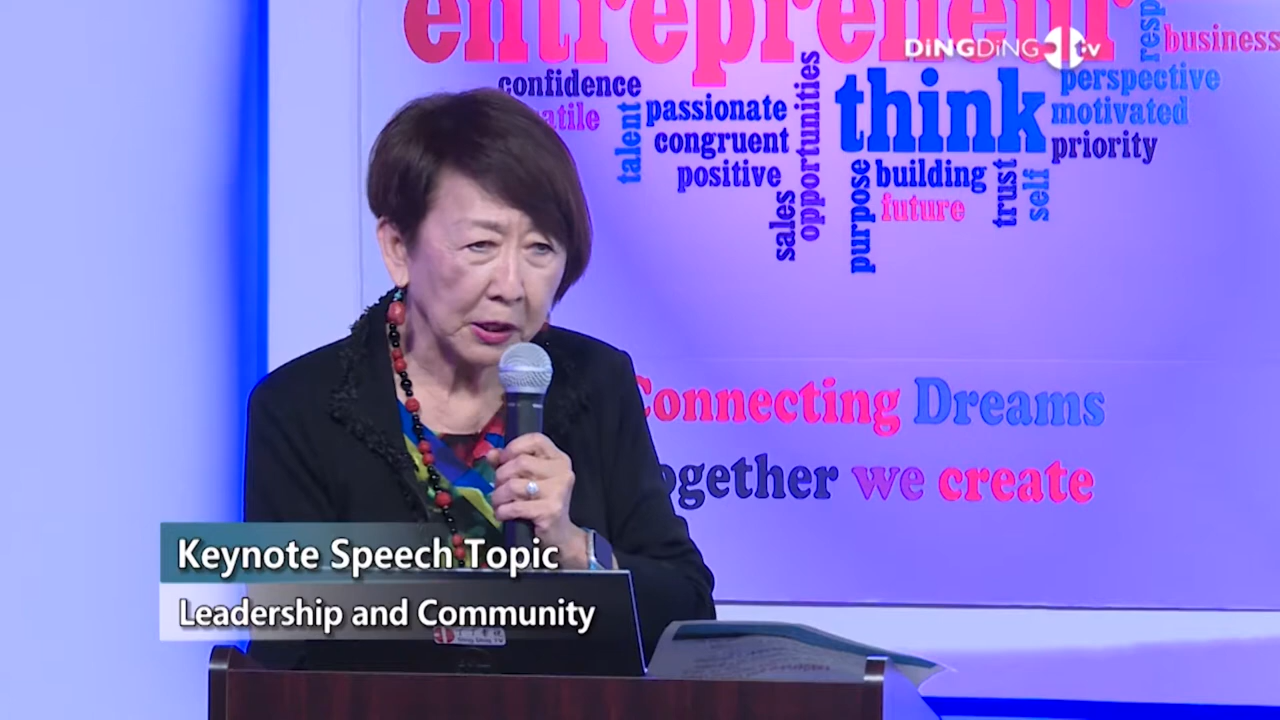 entrepreneur
DiNGDiNG tv
business
confidence
perspective
talent
passionate
opportunities
think
motivated
congruent
priority
positive
sales
purpose
building
trust
self
future
Connecting Dreams
together we create
Keynote Speech Topic
Leadership and Community